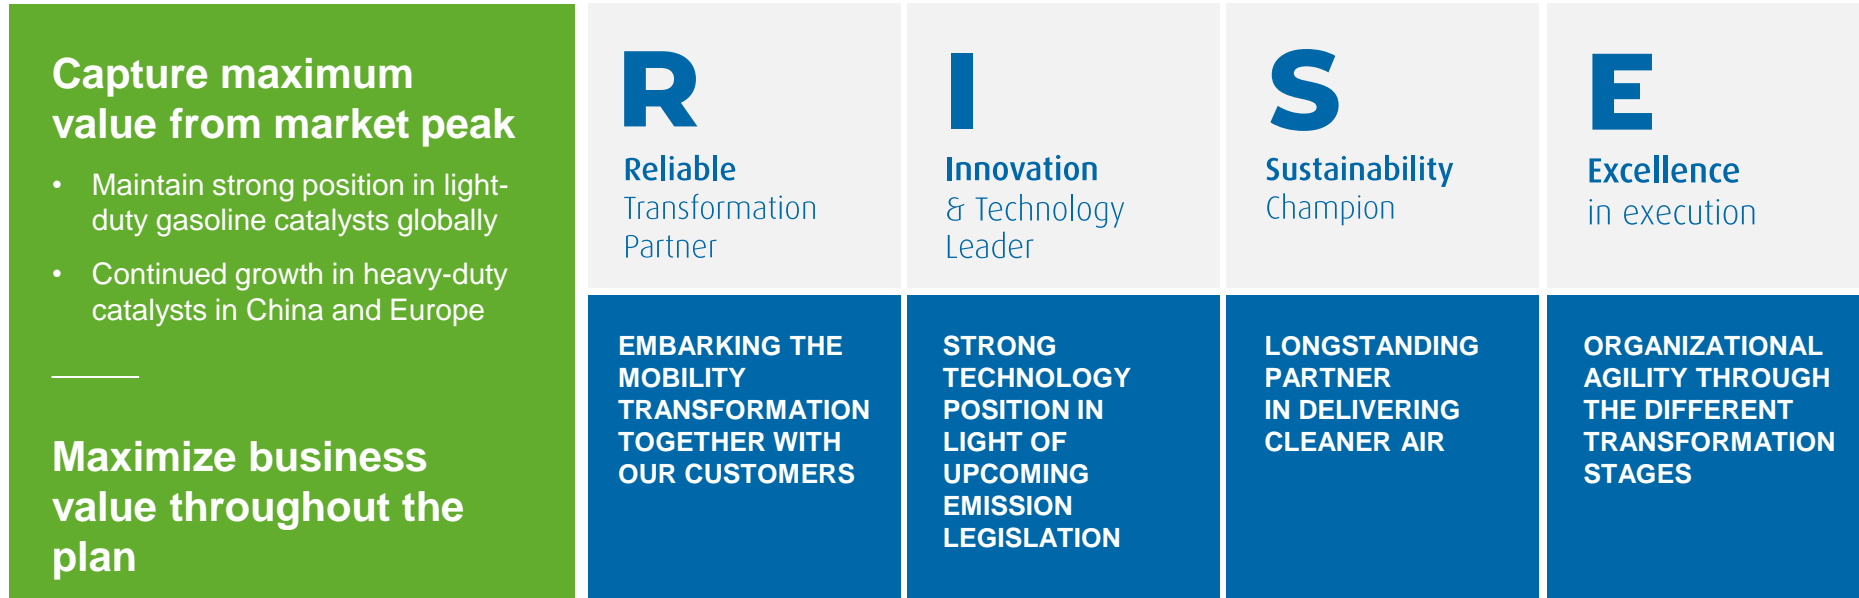 Capture maximum
value from market peak
• Maintain strong position in light-
duty gasoline catalysts globally
• Continued growth in heavy-duty
catalysts in China and Europe
Maximize business
value throughout the
plan
R
Reliable
Transformation
Partner
EMBARKING THE
MOBILITY
TRANSFORMATION
TOGETHER WITH
OUR CUSTOMERS
I
Innovation
& Technology
Leader
STRONG
TECHNOLOGY
POSITION IN
LIGHT OF
UPCOMING
EMISSION
LEGISLATION
S
Sustainability
Champion
LONGSTANDING
PARTNER
IN DELIVERING
CLEANER AIR
E
Excellence
in execution
ORGANIZATIONAL
AGILITY THROUGH
THE DIFFERENT
TRANSFORMATION
STAGES